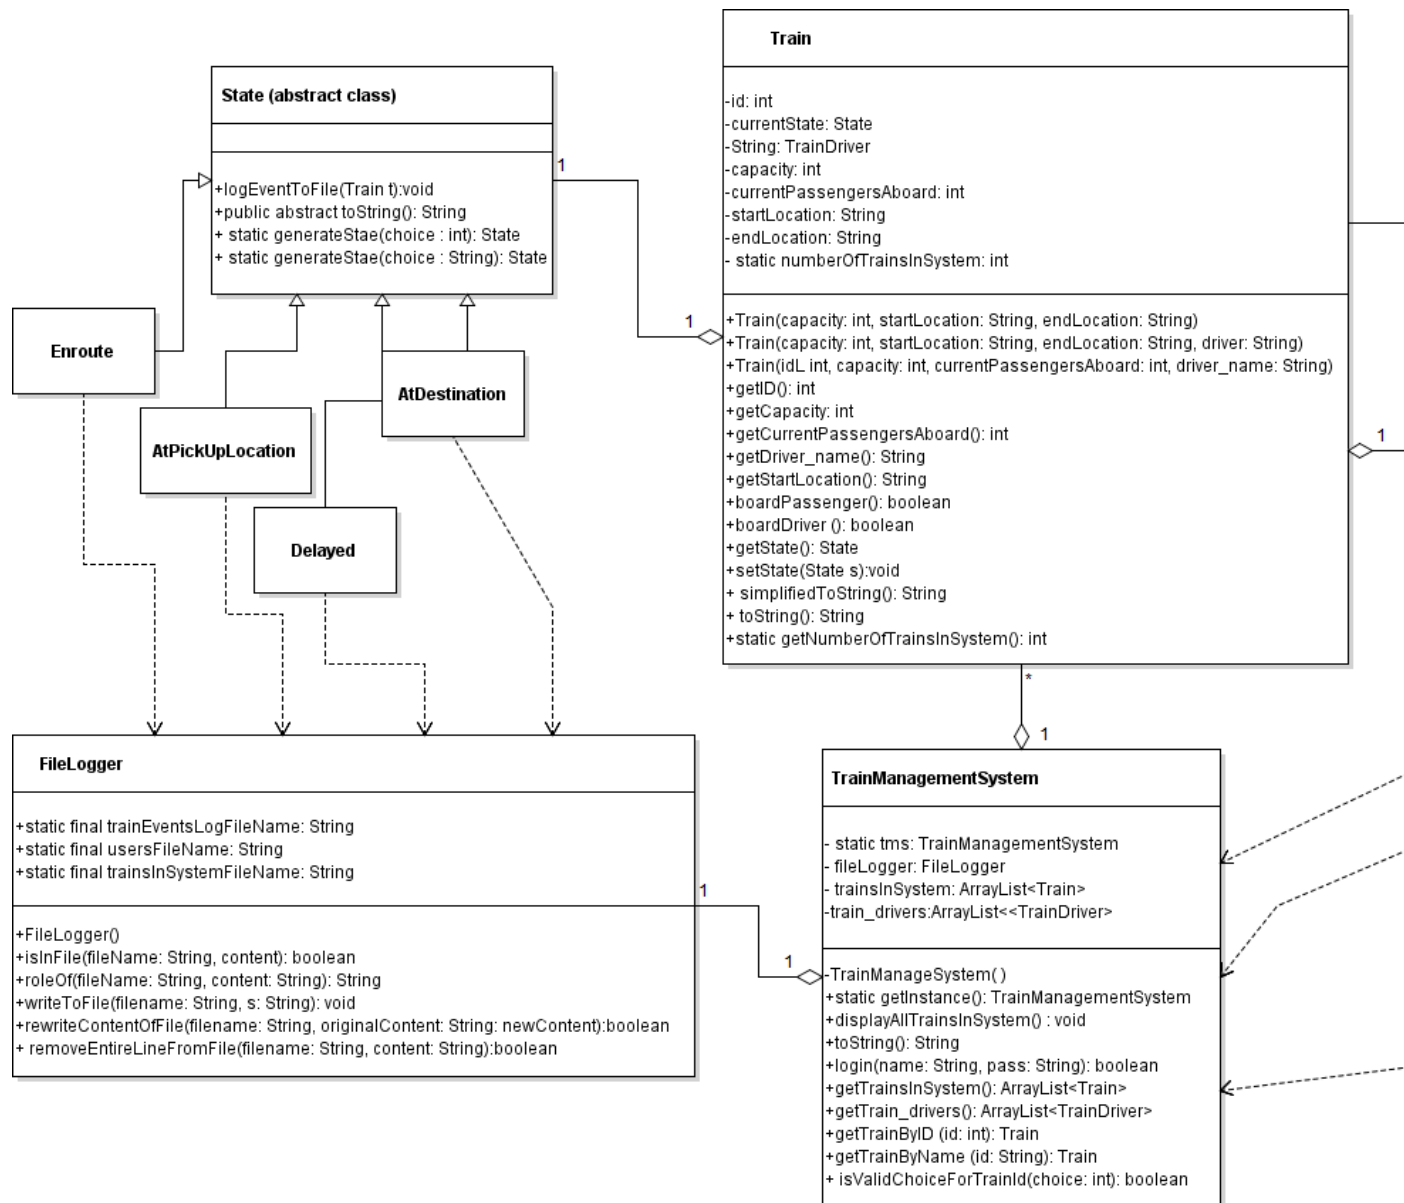 Train
-id: int
-currentState: State
-String: TrainDriver
-capacity: int
-currentPassengersAboard: int
-startLocation: String
-endLocation: String
- static numberOfTrainsInSystem: int
+Train(capacity: int, startLocation: String, endLocation: String)
+Train(capacity: int, startLocation: String, endLocation: String, driver: String)
+Train(idL int, capacity: int, currentPassengersAboard: int, driver_name: String)
+getID(): int
+getCapacity: int
+getCurrentPassengersAboard(): int
+getDriver_name(): String
+getStartLocation(): String
+boardPassenger(): boolean
+boardDriver (): boolean
+getState(): State
+setState(State s):void
+ simplifiedToString(): String
+ toString(): String
+static getNumberOfTrainsInSystem(): int
State (abstract class)
+logEventToFile(Train t):void
+public abstract toString(): String
+ static generateStae(choice : int): State
+ static generateStae(choice : String): State
1
1
1
Enroute
AtPickUpLocation
AtDestination
Delayed
*
1
FileLogger
+static final trainEventsLogFileName: String
+static final usersFileName: String
+static final trainsInSystemFileName: String
+FileLogger()
+isInFile(fileName: String, content): boolean
+roleOf(fileName: String, content: String): String
+writeToFile(filename: String, s: String): void
+rewriteContentOfFile(filename: String, originalContent: String: newContent):boolean
+ removeEntireLineFromFile(filename: String, content: String):boolean
1
1
TrainManagementSystem
- static tms: TrainManagementSystem
- fileLogger: FileLogger
- trainsInSystem: ArrayList<Train>
-train_drivers:ArrayList<<TrainDriver>
-TrainManageSystem( )
+static getInstance(): TrainManagementSystem
+displayAllTrainsInSystem() : void
+toString(): String
+login(name: String, pass: String): boolean
+getTrainsInSystem(): ArrayList<Train>
+getTrain_drivers(): ArrayList<TrainDriver>
+getTrainByID (id: int): Train
+getTrainByName (id: String): Train
+ isValidChoiceForTrainId(choice: int): boolean